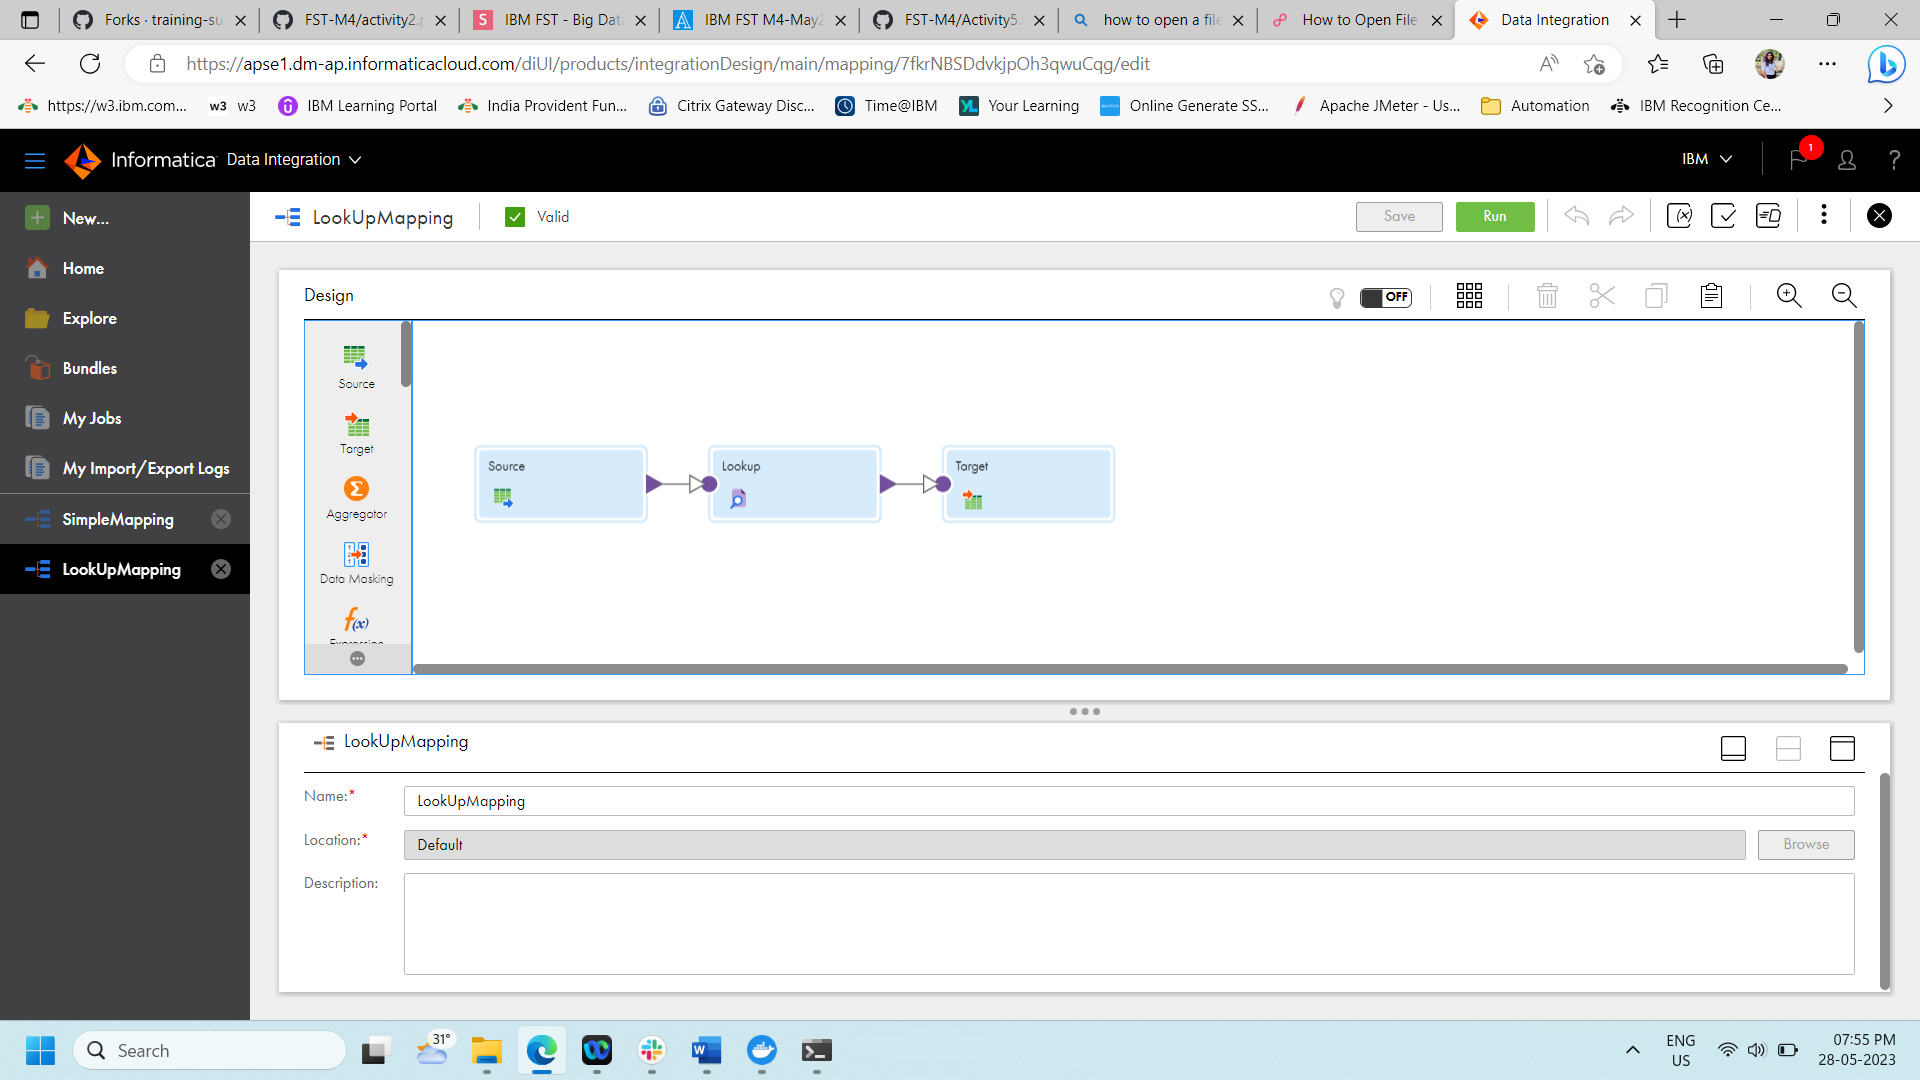 Forks · training-su
FST-M4/activity2.p
IBM FST - Big Data
IBM FST M4-May2
FST-M4/Activity5.
how to open a file
How to Open File
Data Integration
https://apse1.dm-ap.informaticacloud.com/diUI/products/integrationDesign/main/mapping/7fkrNBSDdvkjpOh3qwuCqg/edit
https://w3.ibm.com...
w3 w3
IBM Learning Portal
India Provident Fun...
Citrix Gateway Disc...
Time@IBM
Your Learning
Online Generate SS...
Apache JMeter - Us...
Automation
IBM Recognition Ce...
Informatica Data Integration
IBM
1
?
New...
Home
Explore
Bundles
My Jobs
My Import/Export Logs
SimpleMapping
LookUpMapping
LookUpMapping
Valid
Save
Run
Design
OFF
Source
Target
Aggregator
Data Masking
Expression
Source
Lookup
Target
LookUpMapping
Name:*
LookUpMapping
Location:*
Default
Browse
Description:
Search
31°
ENG
US
07:55 PM
28-05-2023